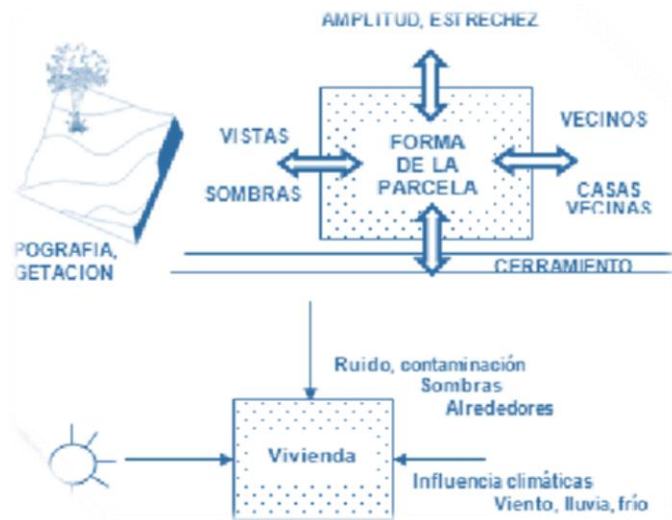 AMPLITUD, ESTRECHEZ
VISTAS
SOMBRAS
FORMA
DE LA
PARCELA
VECINOS
CASAS
VECINAS
POGRAFIA,
GETACION
CERRAMIENTO
Ruido, contaminación
Sombras
Alrededores
Vivienda
Influencia climáticas
Viento, lluvia, frío